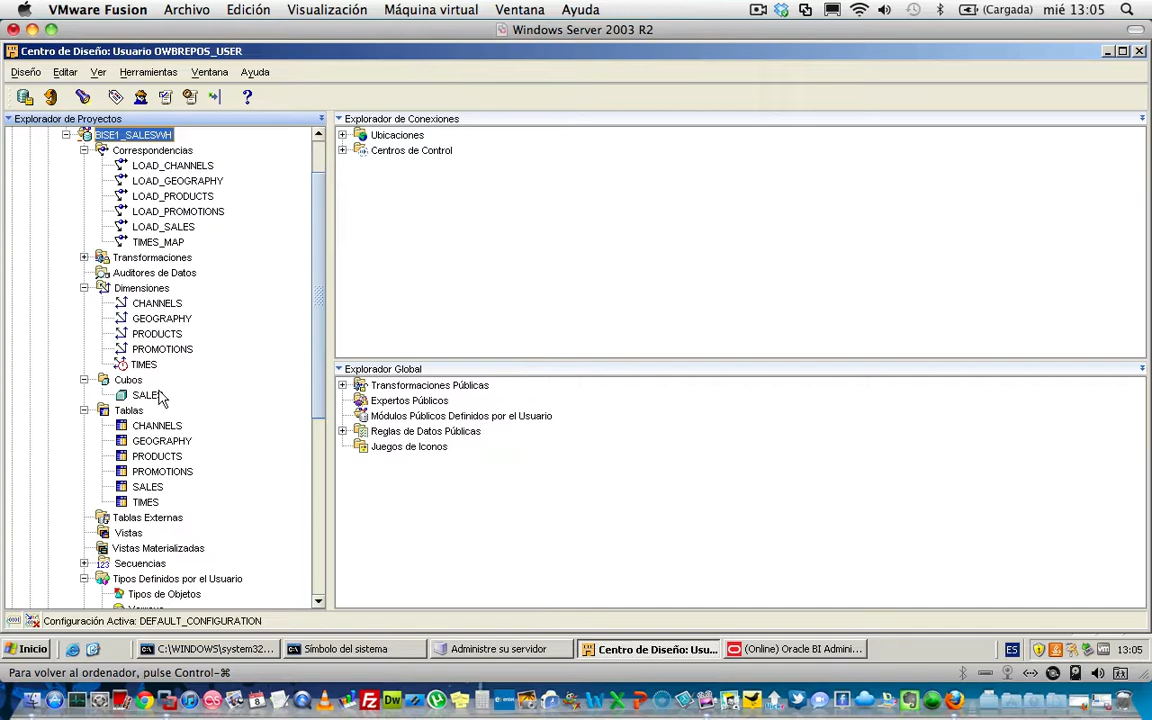 VMware Fusion Archivo Edición Visualización Máquina virtual Ventana Ayuda (Cargada) mié 13:05
Windows Server 2003 R2
Centro de Diseño: Usuario OWBREPOS_USER
Diseño Editar Ver Herramientas Ventana Ayuda
Explorador de Proyectos
BISE1_SALESWH
Correspondencias
LOAD_CHANNELS
LOAD_GEOGRAPHY
LOAD_PRODUCTS
LOAD_PROMOTIONS
LOAD_SALES
TIMES_MAP
Transformaciones
Auditores de Datos
Dimensiones
CHANNELS
GEOGRAPHY
PRODUCTS
PROMOTIONS
TIMES
Cubos
SALES
Tablas
CHANNELS
GEOGRAPHY
PRODUCTS
PROMOTIONS
SALES
TIMES
Tablas Externas
Vistas
Vistas Materializadas
Secuencias
Tipos Definidos por el Usuario
Tipos de Objetos
Explorador de Conexiones
Ubicaciones
Centros de Control
Explorador Global
Transformaciones Públicas
Expertos Públicos
Módulos Públicos Definidos por el Usuario
Reglas de Datos Públicas
Juegos de Iconos
Configuración Activa: DEFAULT_CONFIGURATION
Inicio C:\WINDOWS\system32... Símbolo del sistema Administre su servidor Centro de Diseño: Usu... (Online) Oracle BI Admini... ES 13:05
Para volver al ordenador, pulse Control-⌘